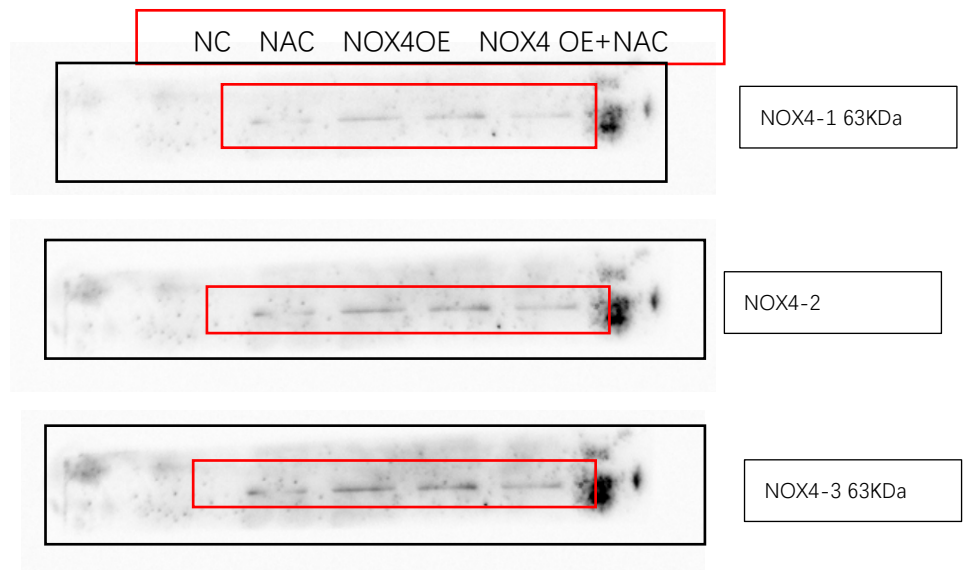 NC NAC NOX4OE NOX4 OE+NAC
NOX4-1 63KDa
NOX4-2
NOX4-3 63KDa